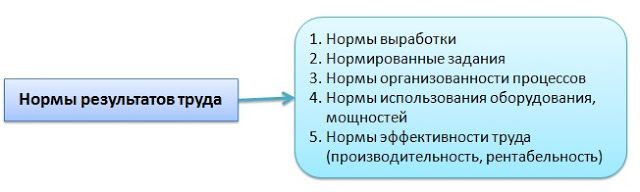 Нормы результатов труда
1. Нормы выработки
2. Нормированные задания
3. Нормы организованности процессов
4. Нормы использования оборудования,
мощностей
5. Нормы эффективности труда
(производительность, рентабельность)